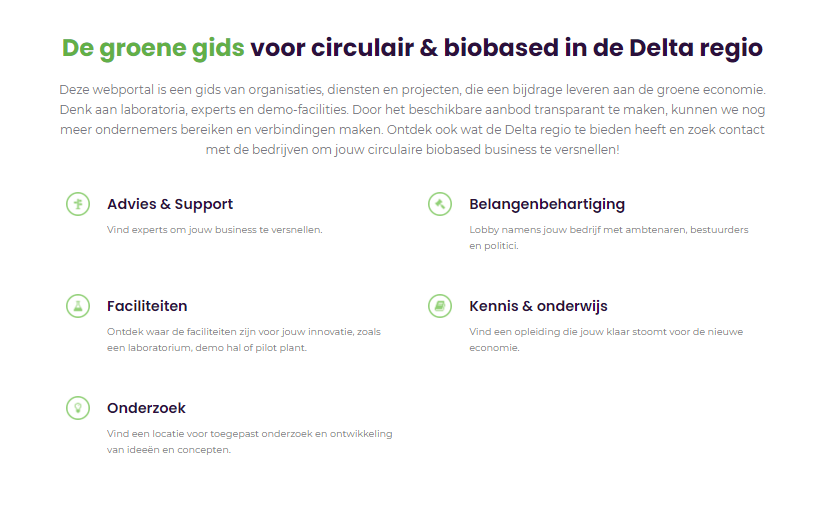 De groene gids voor circulair & biobased in de Delta regio
Deze webportal is een gids van organisaties, diensten en projecten, die een bijdrage leveren aan de groene economie.
Denk aan laboratoria, experts en demo-facilities. Door het beschikbare aanbod transparant te maken, kunnen we nog
meer ondernemers bereiken en verbindingen maken. Ontdek ook wat de Delta regio te bieden heeft en zoek contact
met de bedrijven om jouw circulaire biobased business te versnellen!
Advies & Support
Vind experts om jouw business te versnellen.
Belangenbehartiging
Lobby namens jouw bedrijf met ambtenaren, bestuurders
en politici.
Faciliteiten
Ontdek waar de faciliteiten zijn voor jouw innovatie, zoals
een laboratorium, demo hal of pilot plant.
Kennis & onderwijs
Vind een opleiding die jouw klaar stoomt voor de nieuwe
economie.
Onderzoek
Vind een locatie voor toegepast onderzoek en ontwikkeling
van ideeën en concepten.